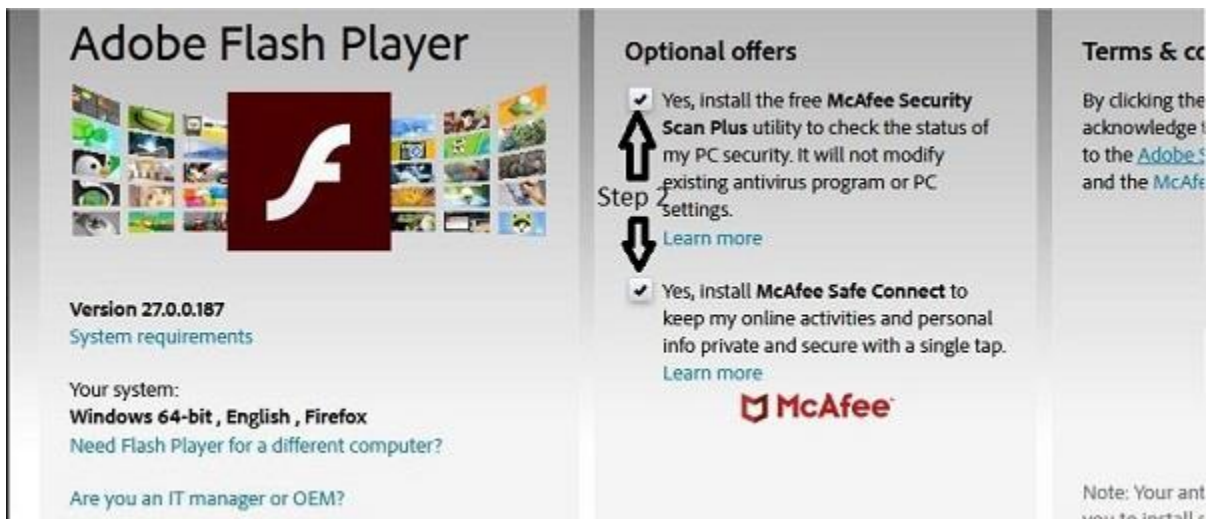 Adobe Flash Player
Version 27.0.0.187
System requirements
Your system:
Windows 64-bit , English , Firefox
Need Flash Player for a different computer?
Are you an IT manager or OEM?
Optional offers
Yes, install the free McAfee Security
Scan Plus utility to check the status of
my PC security. It will not modify
existing antivirus program or PC
settings.
Step 2
Learn more
Yes, install McAfee Safe Connect to
keep my online activities and personal
info private and secure with a single tap.
Learn more
McAfee
Terms & co
By clicking the
acknowledge
to the Adobe S
and the McAfe
Note: Your ant
you to install